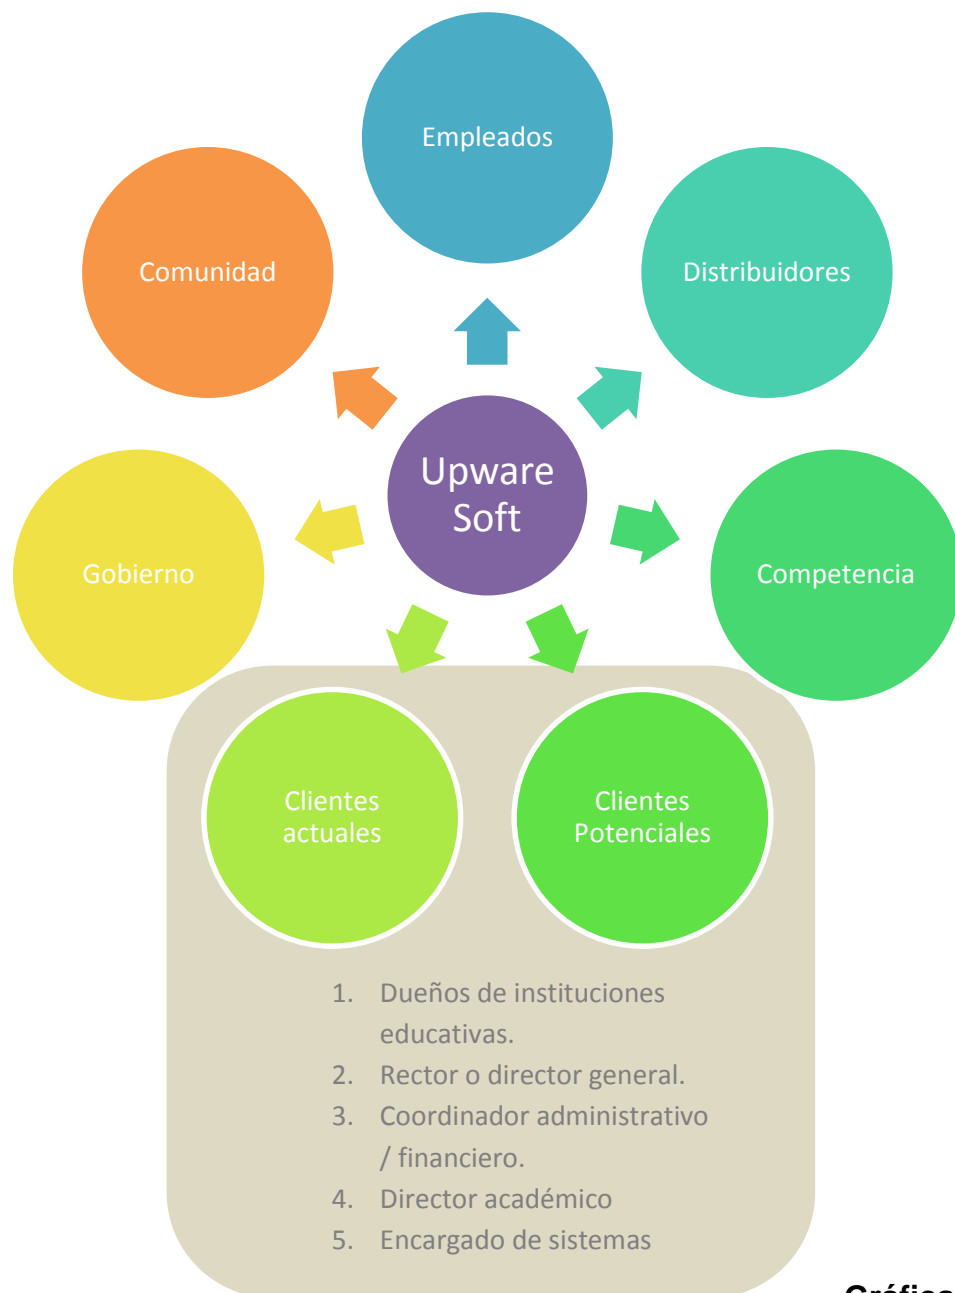 Empleados
Comunidad
Distribuidores
Upware
Soft
Gobierno
Competencia
Clientes
actuales
Clientes
Potenciales
1. Dueños de instituciones
educativas.
2. Rector o director general.
3. Coordinador administrativo
/ financiero.
4. Director académico
5. Encargado de sistemas